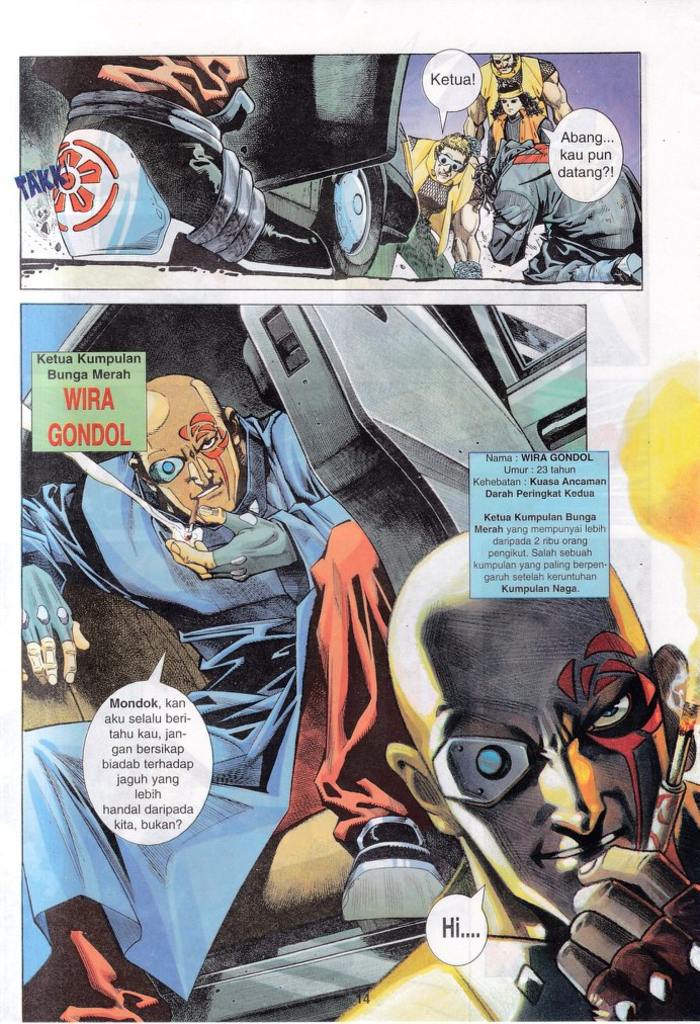 Ketua!
Abang...
kau pun
datang?!
TAKK
Ketua Kumpulan
Bunga Merah
WIRA
GONDOL
Nama : WIRA GONDOL
Umur : 23 tahun
Kehebatan : Kuasa Ancaman
Darah Peringkat Kedua
Ketua Kumpulan Bunga
Merah yang mempunyai lebih
daripada 2 ribu orang
pengikut. Salah sebuah
kumpulan yang paling berpen-
garuh setelah keruntuhan
Kumpulan Naga.
Mondok, kan
aku selalu beri-
tahu kau, jan-
gan bersikap
biadab terhadap
jaguh yang
lebih
handal daripada
kita, bukan?
Hi....
14